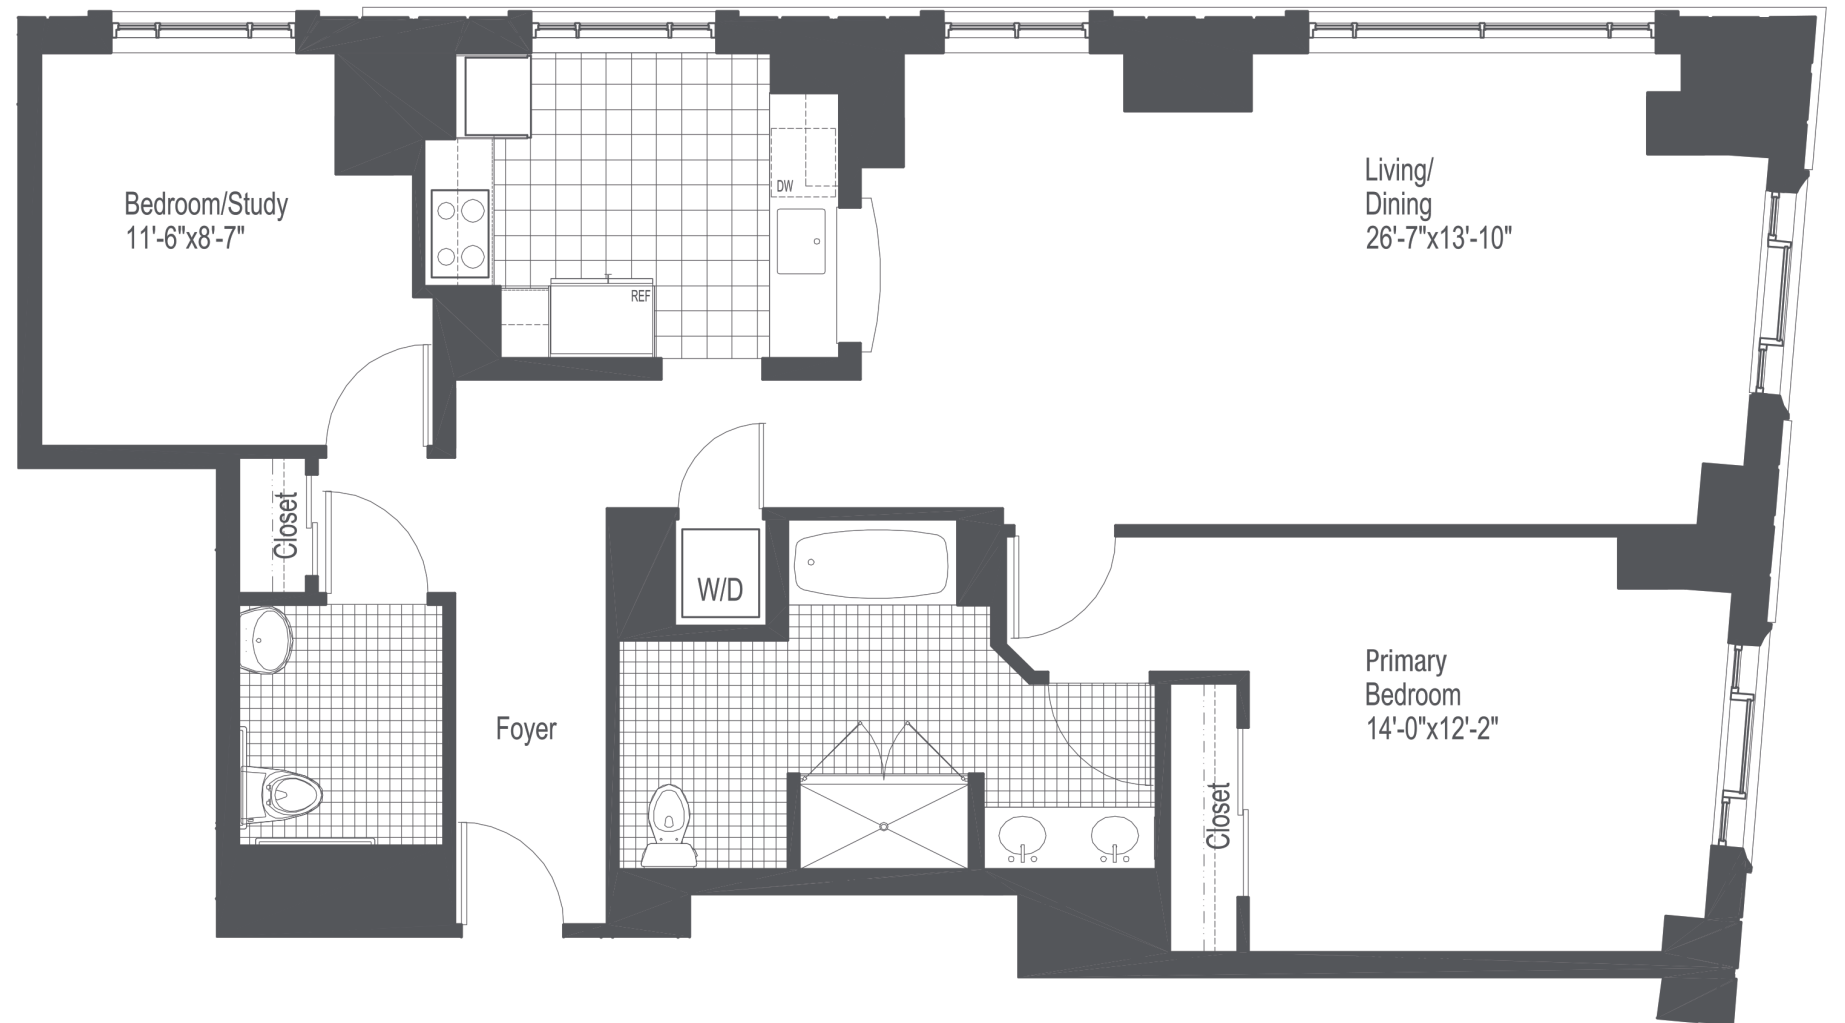 Bedroom/Study
11'-6"x8'-7"
DW
REF
Living/
Dining
26'-7"x13'-10"
Closet
W/D
Foyer
Primary
Bedroom
14'-0"x12'-2"
Closet